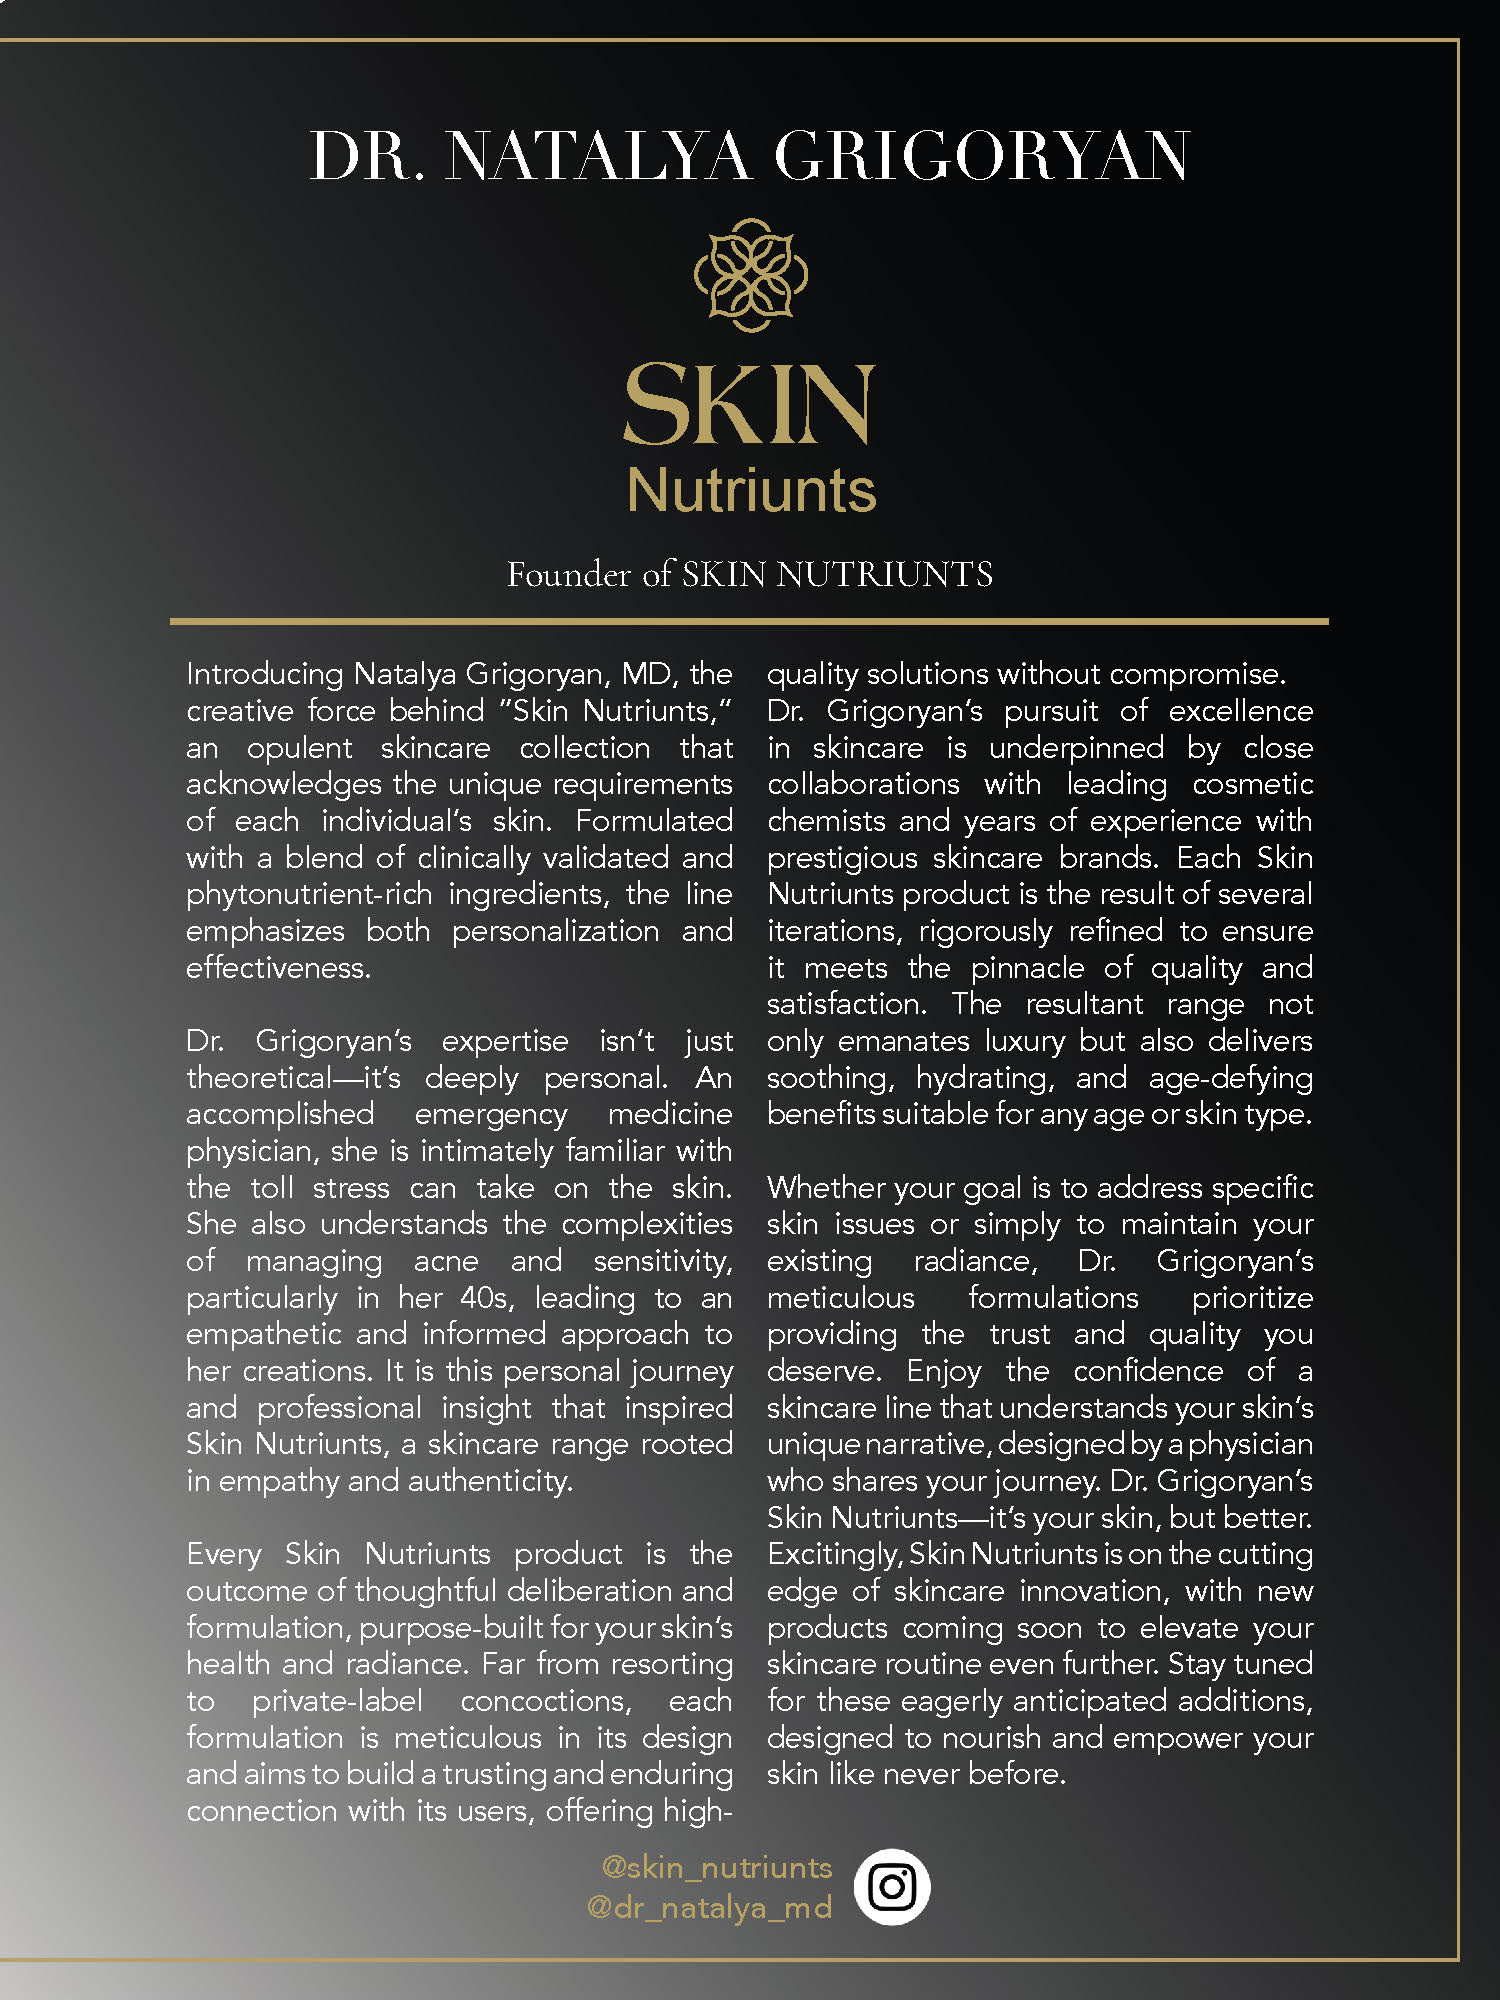 DR. NATALYA GRIGORYAN
SKIN
Nutriunts
Founder of SKIN NUTRIUNTS
Introducing Natalya Grigoryan, MD, the
creative force behind "Skin Nutriunts,"
an opulent skincare collection that
acknowledges the unique requirements
of each individual's skin. Formulated
with a blend of clinically validated and
phytonutrient-rich ingredients, the line
emphasizes both personalization and
effectiveness.
Dr. Grigoryan's expertise isn't just
theoretical—it's deeply personal. An
accomplished emergency medicine
physician, she is intimately familiar with
the toll stress can take on the skin.
She also understands the complexities
of managing acne and sensitivity,
particularly in her 40s, leading to an
empathetic and informed approach to
her creations. It is this personal journey
and professional insight that inspired
Skin Nutriunts, a skincare range rooted
in empathy and authenticity.
Every Skin Nutriunts product is the
outcome of thoughtful deliberation and
formulation, purpose-built for your skin's
health and radiance. Far from resorting
to private-label concoctions, each
formulation is meticulous in its design
and aims to build a trusting and enduring
connection with its users, offering high-
quality solutions without compromise.
Dr. Grigoryan's pursuit of excellence
in skincare is underpinned by close
collaborations with leading cosmetic
chemists and years of experience with
prestigious skincare brands. Each Skin
Nutriunts product is the result of several
iterations, rigorously refined to ensure
it meets the pinnacle of quality and
satisfaction. The resultant range not
only emanates luxury but also delivers
soothing, hydrating, and age-defying
benefits suitable for any age or skin type.
Whether your goal is to address specific
skin issues or simply to maintain your
existing radiance, Dr. Grigoryan's
meticulous formulations prioritize
providing the trust and quality you
deserve. Enjoy the confidence of a
skincare line that understands your skin's
unique narrative, designed by a physician
who shares your journey. Dr. Grigoryan's
Skin Nutriunts—it's your skin, but better.
Excitingly, Skin Nutriunts is on the cutting
edge of skincare innovation, with new
products coming soon to elevate your
skincare routine even further. Stay tuned
for these eagerly anticipated additions,
designed to nourish and empower your
skin like never before.
@skin_nutriunts
@dr_natalya_md